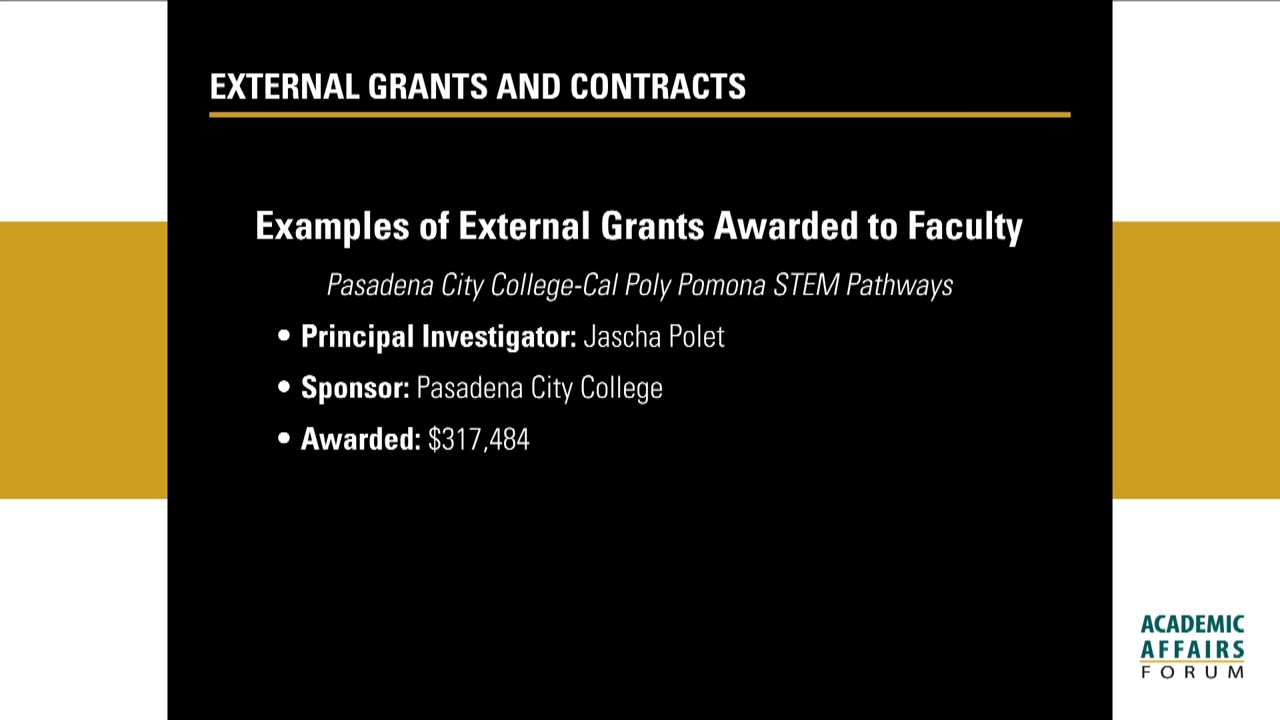 EXTERNAL GRANTS AND CONTRACTS
Examples of External Grants Awarded to Faculty
Pasadena City College-Cal Poly Pomona STEM Pathways
• Principal Investigator: Jascha Polet
• Sponsor: Pasadena City College
• Awarded: $317,484
ACADEMIC
AFFAIRS
FORUM